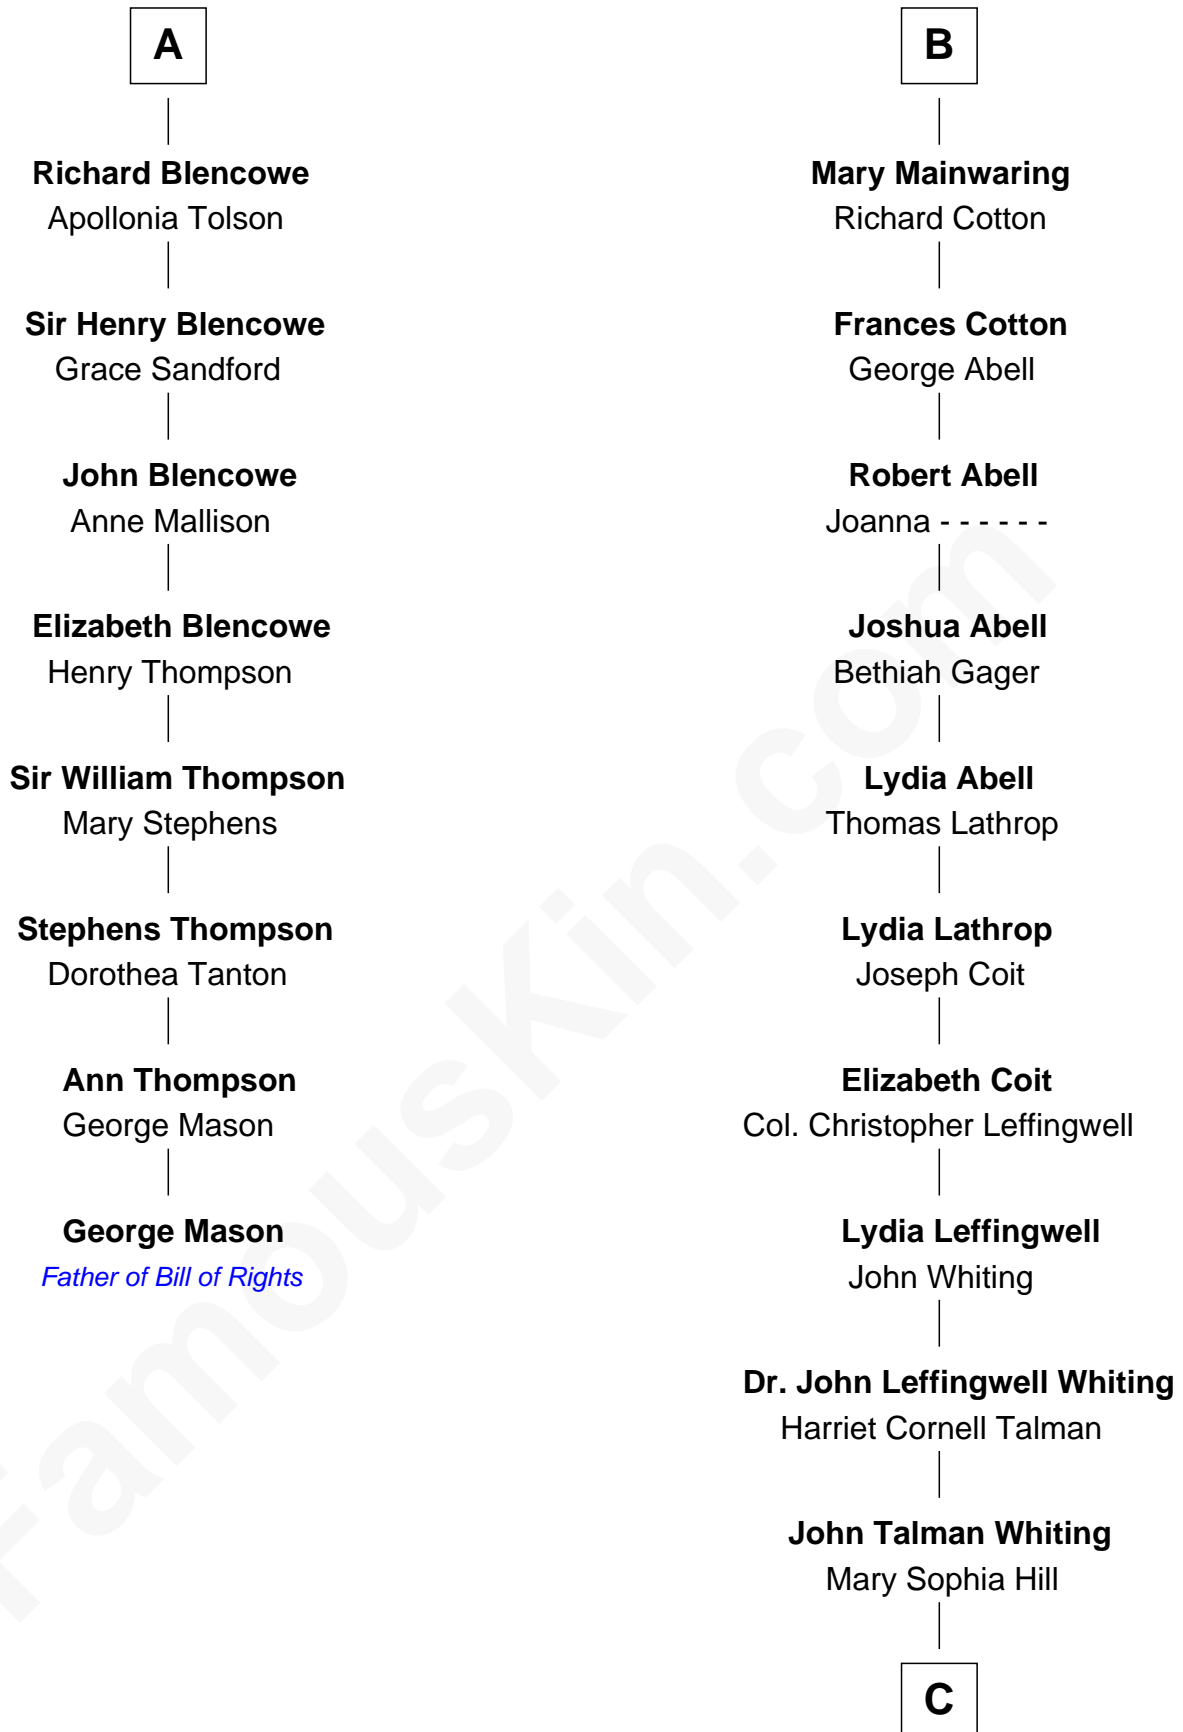 A
Richard Blencowe
Apollonia Tolson
Sir Henry Blencowe
Grace Sandford
John Blencowe
Anne Mallison
Elizabeth Blencowe
Henry Thompson
Sir William Thompson
Mary Stephens
Stephens Thompson
Dorothea Tanton
Ann Thompson
George Mason
George Mason
Father of Bill of Rights
B
Mary Mainwaring
Richard Cotton
Frances Cotton
George Abell
Robert Abell
Joanna - - - - - -
Joshua Abell
Bethiah Gager
Lydia Abell
Thomas Lathrop
Lydia Lathrop
Joseph Coit
Elizabeth Coit
Col. Christopher Leffingwell
Lydia Leffingwell
John Whiting
Dr. John Leffingwell Whiting
Harriet Cornell Talman
John Talman Whiting
Mary Sophia Hill
C
FamousKin.com